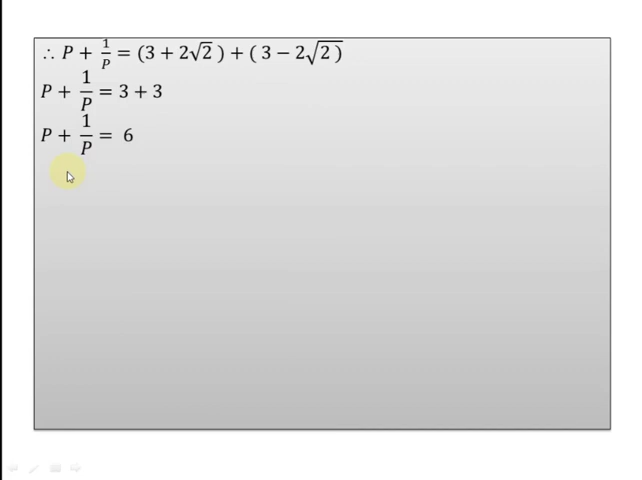 ∴ P + 1/P = (3 + 2√2 ) + ( 3 − 2√2 )
P + 1/P = 3 + 3
P + 1/P = 6